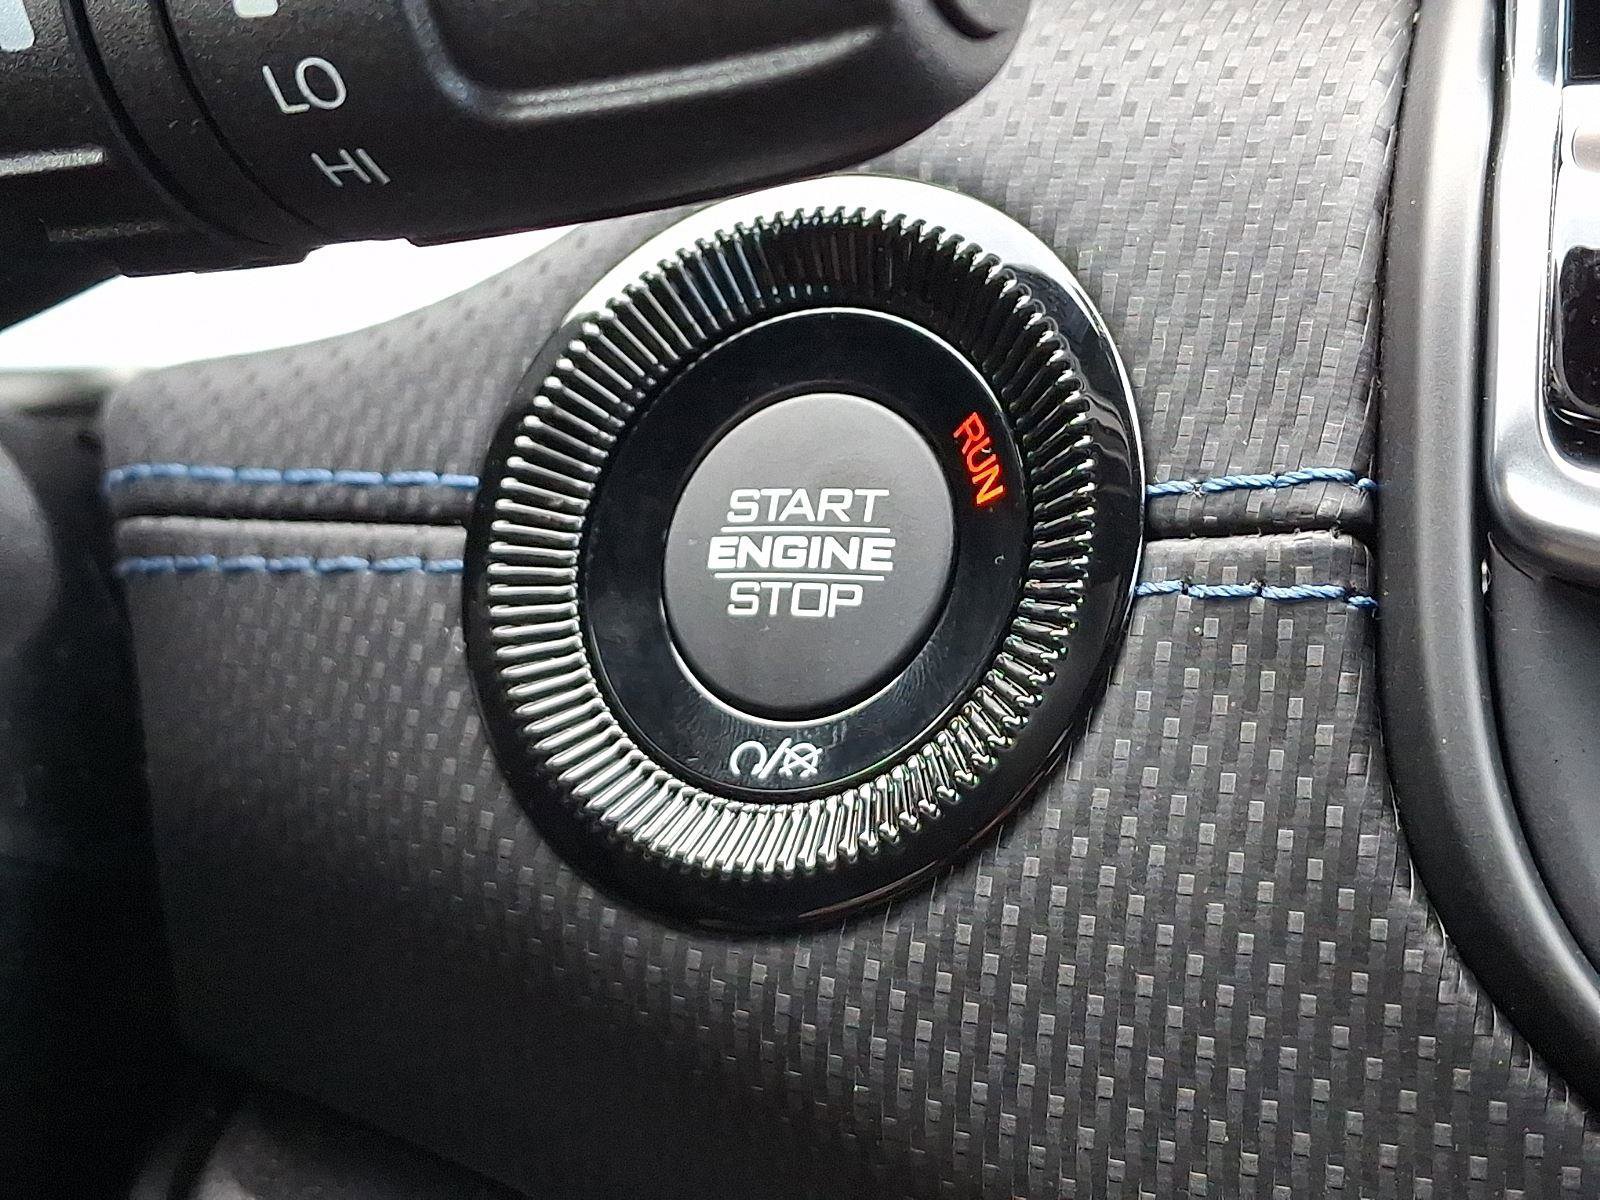 LO
HI
START
ENGINE
STOP
RUN